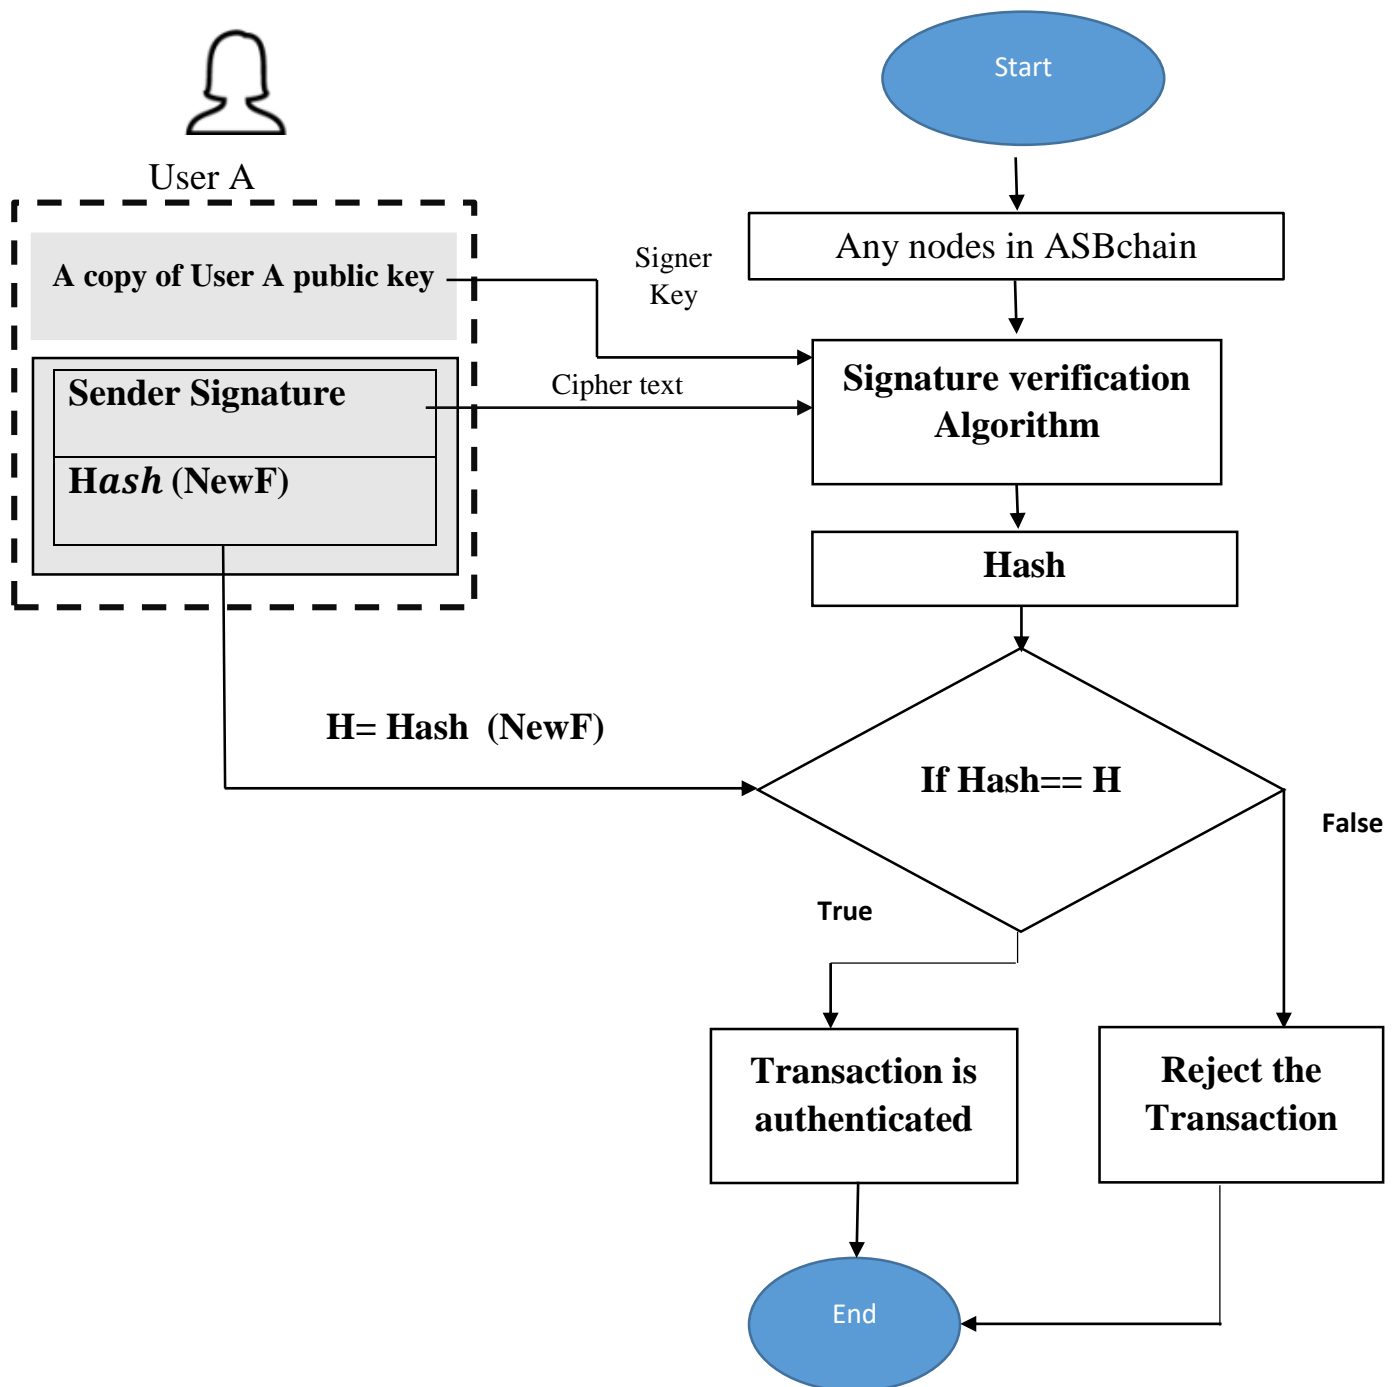 Start
User A
A copy of User A public key
Signer
Key
Any nodes in ASBchain
Sender Signature
Cipher text
Signature verification
Algorithm
Hash (NewF)
Hash
H= Hash (NewF)
If Hash== H
False
True
Transaction is
authenticated
Reject the
Transaction
End